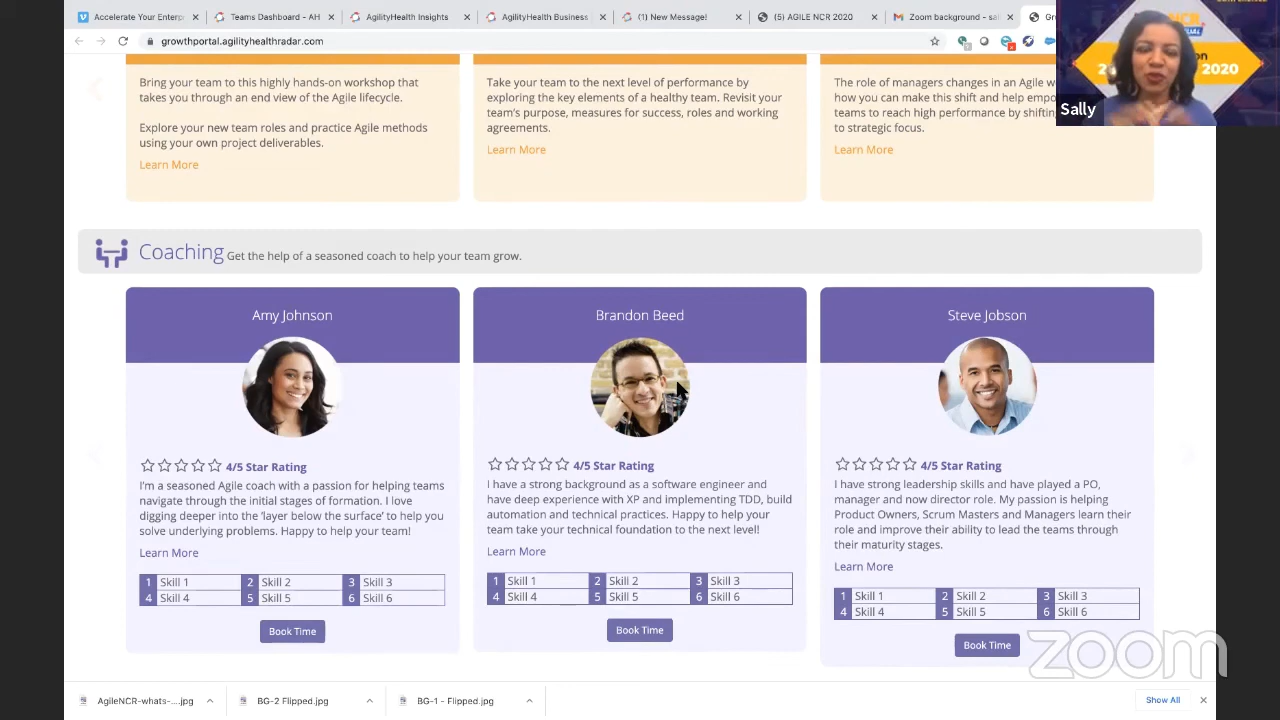 Accelerate Your Enterp
Teams Dashboard - AH
AgilityHealth Insights
AgilityHealth Business
(1) New Message!
(5) AGILE NCR 2020
Zoom background - sal
Gro
growthportal.agilityhealthradar.com
2020
Sally
Bring your team to this highly hands-on workshop that
takes you through an end view of the Agile lifecycle.
Explore your new team roles and practice Agile methods
using your own project deliverables.
Learn More
Take your team to the next level of performance by
exploring the key elements of a healthy team. Revisit your
team's purpose, measures for success, roles and working
agreements.
Learn More
The role of managers changes in an Agile w
how you can make this shift and help empo
teams to reach high performance by shifting
to strategic focus.
Learn More
Coaching Get the help of a seasoned coach to help your team grow.
Amy Johnson
4/5 Star Rating
I'm a seasoned Agile coach with a passion for helping teams
navigate through the initial stages of formation. I love
digging deeper into the 'layer below the surface' to help you
solve underlying problems. Happy to help your team!
Learn More
1 Skill 1 2 Skill 2 3 Skill 3
4 Skill 4 5 Skill 5 6 Skill 6
Book Time
Brandon Beed
4/5 Star Rating
I have a strong background as a software engineer and
have deep experience with XP and implementing TDD, build
automation and technical practices. Happy to help your
team take your technical foundation to the next level!
Learn More
1 Skill 1 2 Skill 2 3 Skill 3
4 Skill 4 5 Skill 5 6 Skill 6
Book Time
Steve Jobson
4/5 Star Rating
I have strong leadership skills and have played a PO,
manager and now director role. My passion is helping
Product Owners, Scrum Masters and Managers learn their
role and improve their ability to lead the teams through
their maturity stages.
Learn More
1 Skill 1 2 Skill 2 3 Skill 3
4 Skill 4 5 Skill 5 6 Skill 6
Book Time
zoom
AgileNCR-whats-....jpg
BG-2 Flipped.jpg
BG-1 - Flipped.jpg
Show All